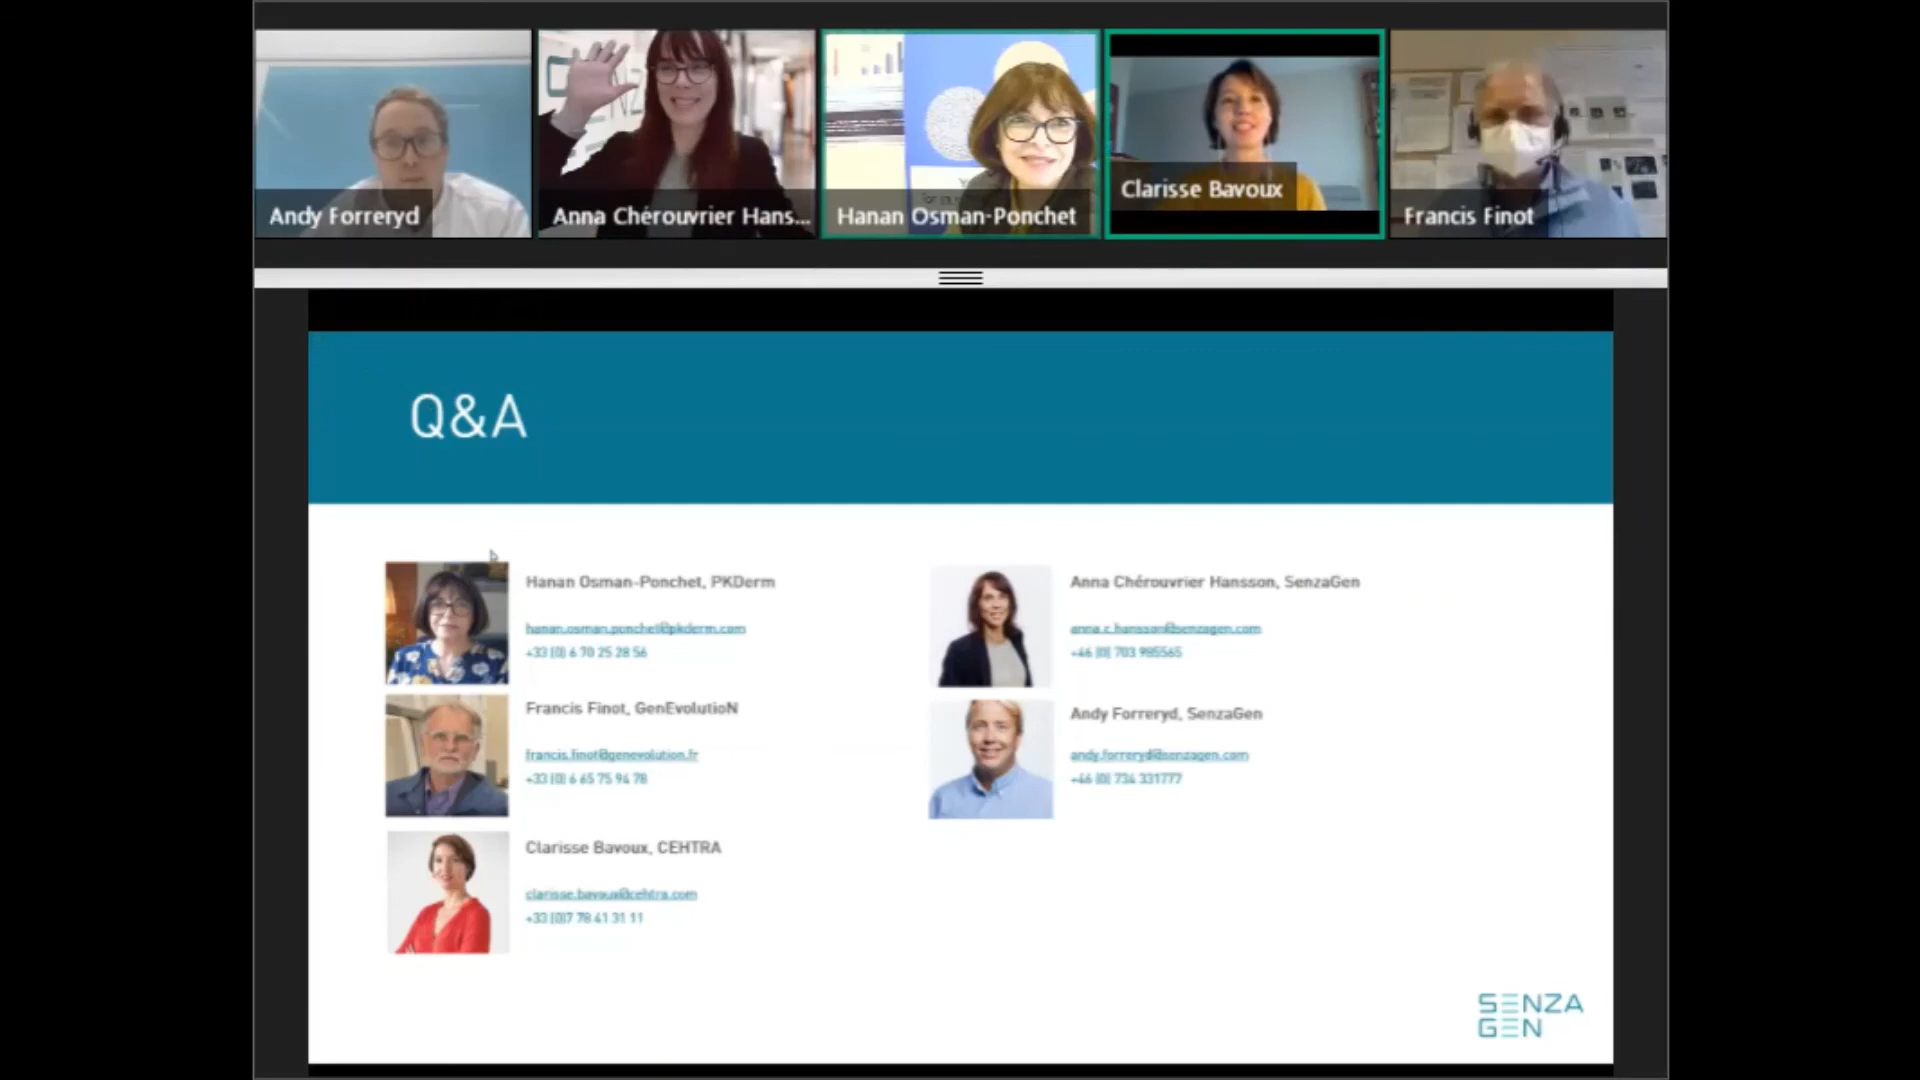 Andy Forreryd
Anna Chérouvrier Hans...
Hanan Osman-Ponchet
Clarisse Bavoux
Francis Finot
Q&A
Hanan Osman-Ponchet, PKDerm
hanan.osman.ponchet@pkderm.com
+33 (0) 6 70 25 28 56
Francis Finot, GenEvolutioN
francis.finot@genevolution.fr
+33 (0) 6 65 75 94 78
Clarisse Bavoux, CEHTRA
clarisse.bavoux@cehtra.com
+33 (0)7 78 41 31 11
Anna Chérouvrier Hansson, SenzaGen
anna.c.hansson@senzagen.com
+46 (0) 703 985565
Andy Forreryd, SenzaGen
andy.forreryd@senzagen.com
+46 (0) 734 331777
SENZA
GEN